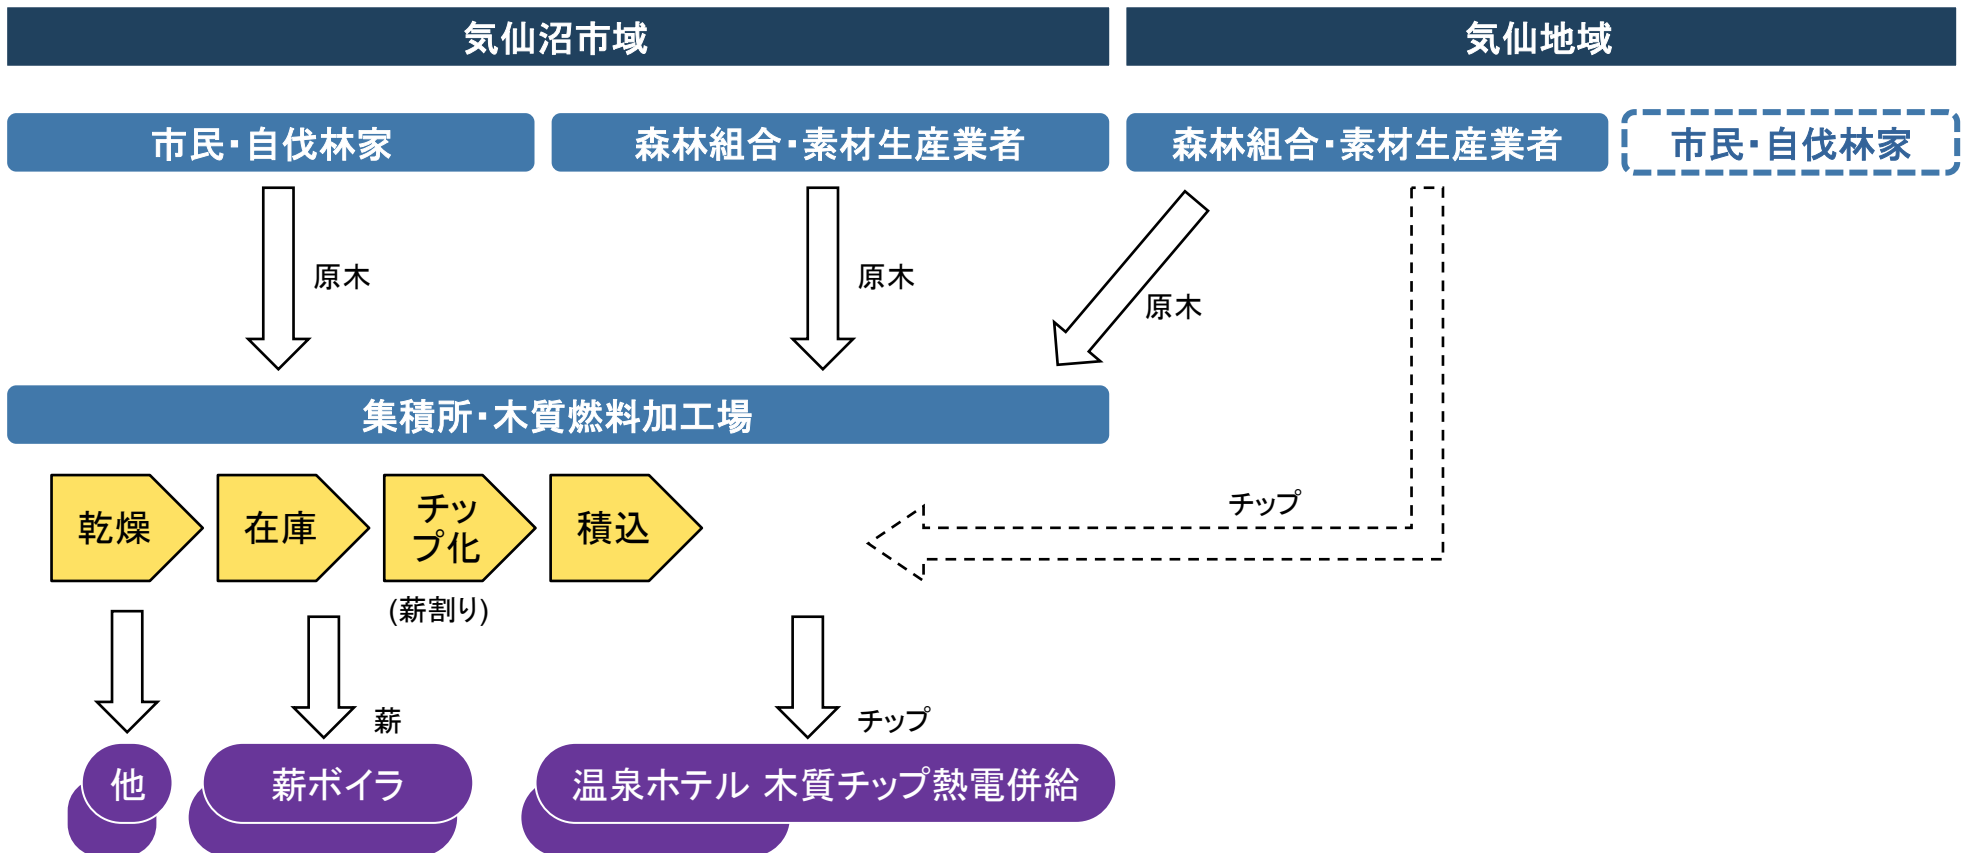 気仙沼市域
気仙地域
市民・自伐林家
森林組合・素材生産業者
森林組合・素材生産業者
市民・自伐林家
原木
原木
原木
集積所・木質燃料加工場
乾燥
在庫
チッ
プ化
積込
チップ
(薪割り)
薪
チップ
他
薪ボイラ
温泉ホテル 木質チップ熱電併給